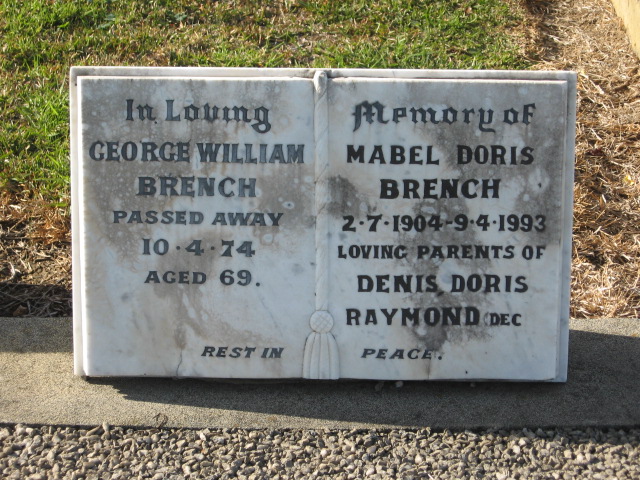 In Loving
GEORGE WILLIAM
BRENCH
PASSED AWAY
10·4·74
AGED 69.
REST IN
Memory of
MABEL DORIS
BRENCH
2·7·1904-9·4·1993
LOVING PARENTS OF
DENIS, DORIS
RAYMOND (DEC
PEACE.